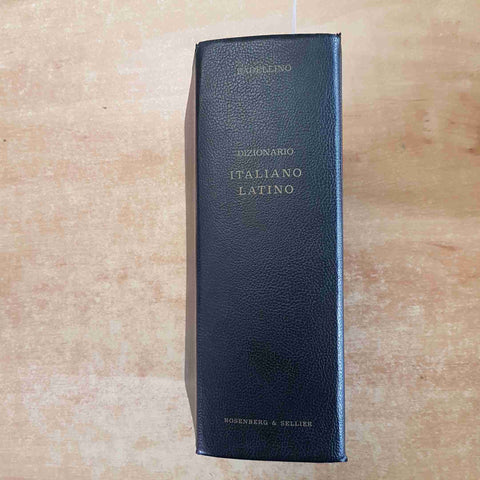 BADELLINO
DIZIONARIO
ITALIANO
LATINO
ROSENBERG & SELLIER